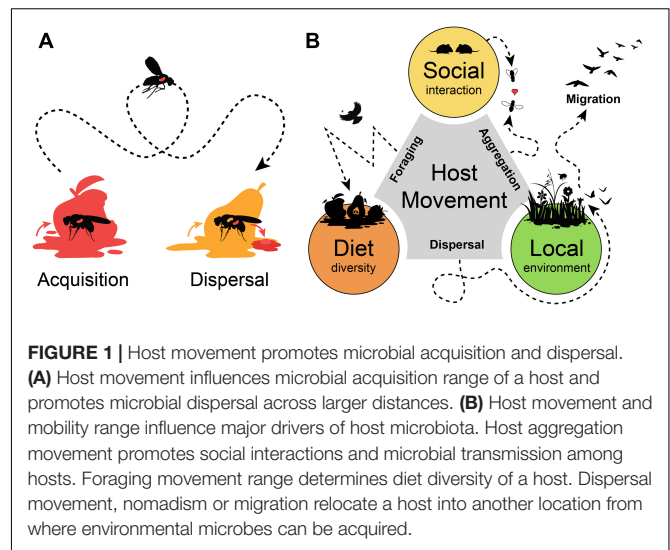 A
Acquisition
Dispersal
B
Social
interaction
Migration
Foraging
Aggregation
Host
Movement
Dispersal
Diet
diversity
Local
environment
FIGURE 1 | Host movement promotes microbial acquisition and dispersal.
(A) Host movement influences microbial acquisition range of a host and
promotes microbial dispersal across larger distances. (B) Host movement and
mobility range influence major drivers of host microbiota. Host aggregation
movement promotes social interactions and microbial transmission among
hosts. Foraging movement range determines diet diversity of a host. Dispersal
movement, nomadism or migration relocate a host into another location from
where environmental microbes can be acquired.